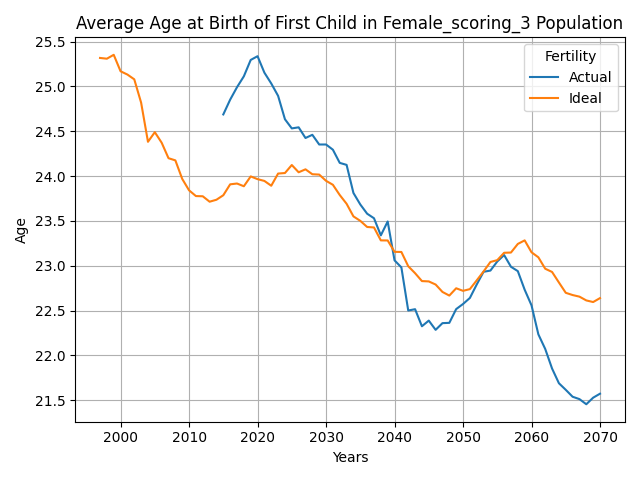 Average Age at Birth of First Child in Female_scoring_3 Population
Fertility
Actual
Ideal
Age
25.5
25.0
24.5
24.0
23.5
23.0
22.5
22.0
21.5
2000 2010 2020 2030 2040 2050 2060 2070
Years